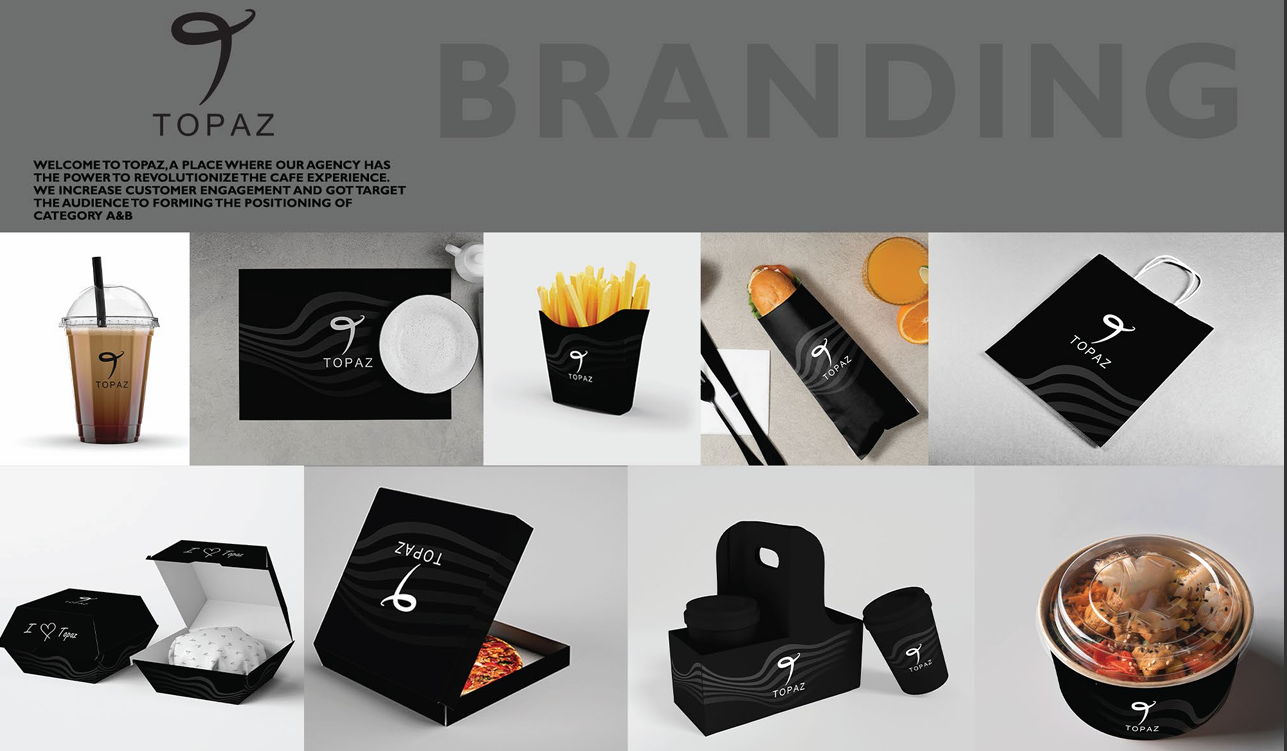 TOPAZ
BRANDING
WELCOME TO TOPAZ, A PLACE WHERE OUR AGENCY HAS
THE POWER TO REVOLUTIONIZE THE CAFE EXPERIENCE.
WE INCREASE CUSTOMER ENGAGEMENT AND GOT TARGET
THE AUDIENCE TO FORMING THE POSITIONING OF
CATEGORY A&B
TOPAZ
TOPAZ
TOPAZ
TOPAZ
TOPAZ
I ♡ Topaz
I ♡ Topaz
TOPAZ
TOPAZ
TOPAZ
TOPAZ